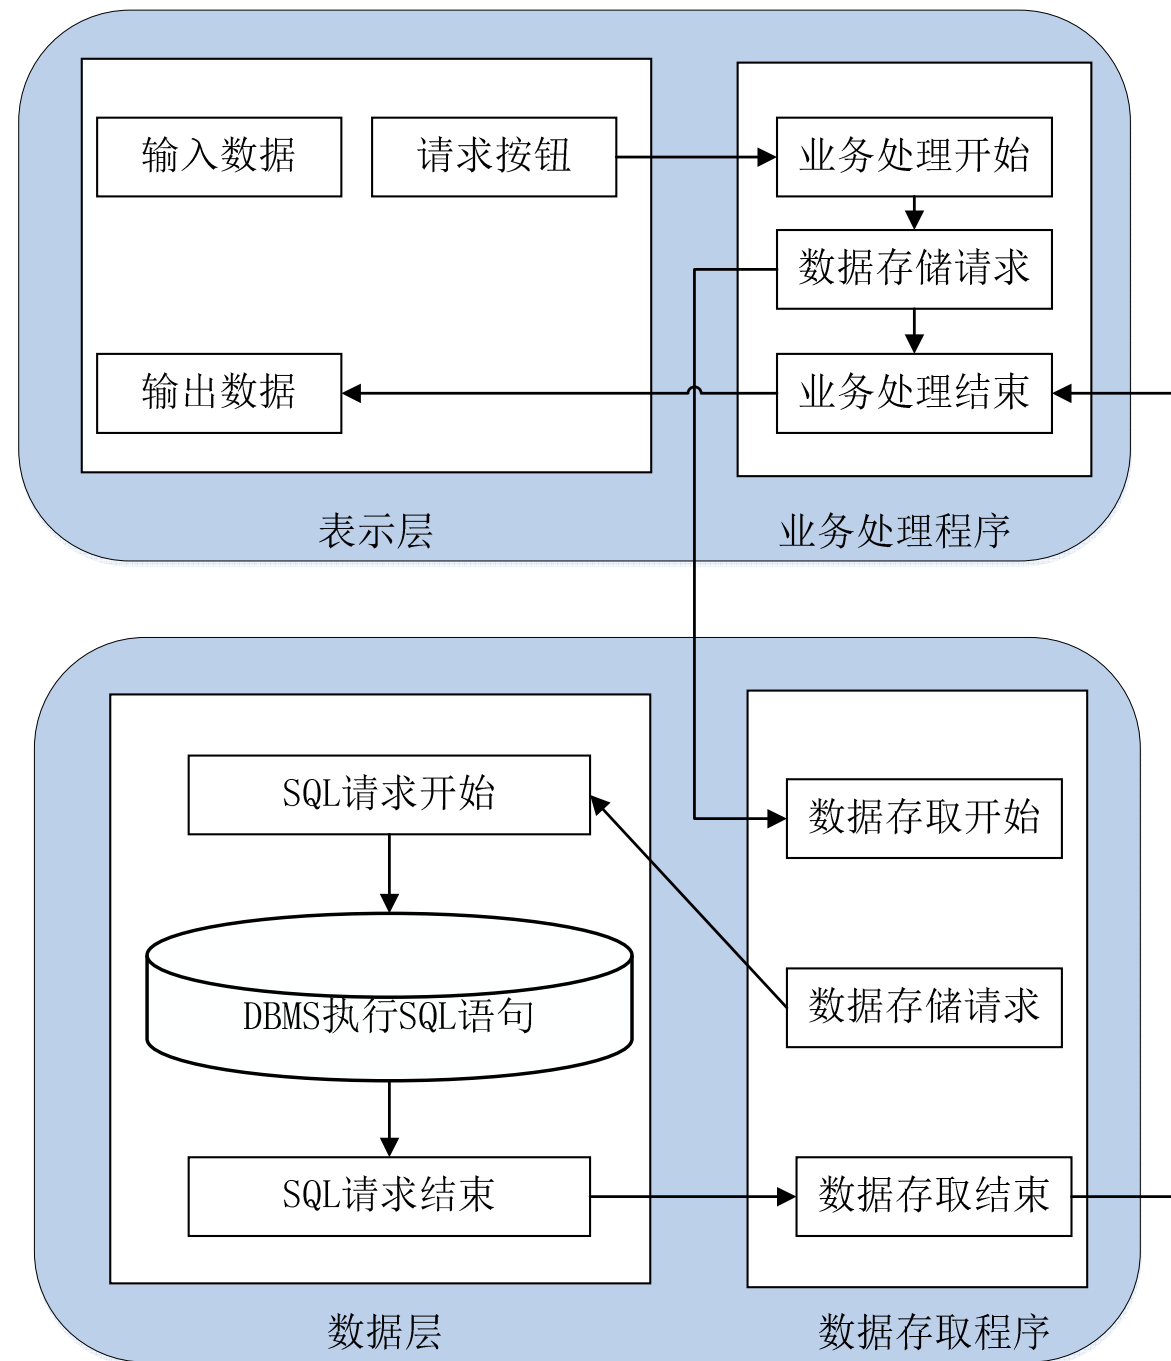 输入数据
请求按钮
业务处理开始
数据存储请求
输出数据
业务处理结束
表示层
业务处理程序
SQL请求开始
数据存取开始
DBMS执行SQL语句
数据存储请求
SQL请求结束
数据存取结束
数据层
数据存取程序